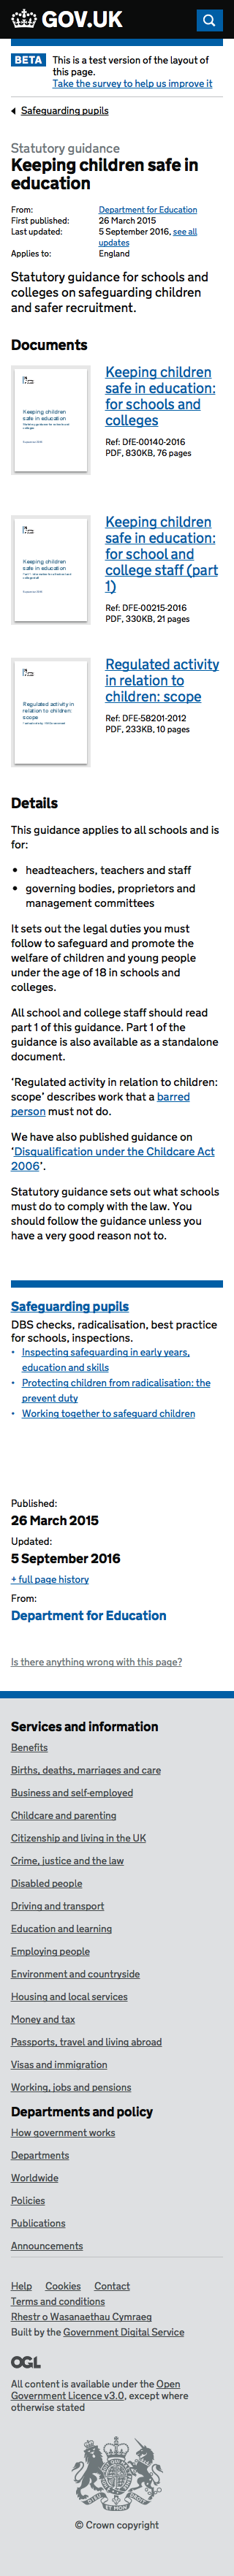 GOV.UK
BETA
This is a test version of the layout of
this page.
Take the survey to help us improve it
Safeguarding pupils
Statutory guidance
Keeping children safe in
education
From:
Department for Education
First published:
26 March 2015
Last updated:
5 September 2016, see all
updates
Applies to:
England
Statutory guidance for schools and
colleges on safeguarding children
and safer recruitment.
Documents
Keeping children
safe in education
Keeping children
safe in education:
for schools and
colleges
Ref: DfE-00140-2016
PDF, 830KB, 76 pages
Keeping children
safe in education
Keeping children
safe in education:
for school and
college staff (part
1)
Ref: DFE-00215-2016
PDF, 330KB, 21 pages
Regulated activity in
relation to children:
scope
Regulated activity
in relation to
children: scope
Ref: DFE-58201-2012
PDF, 233KB, 10 pages
Details
This guidance applies to all schools and is
for:
• headteachers, teachers and staff
• governing bodies, proprietors and
management committees
It sets out the legal duties you must
follow to safeguard and promote the
welfare of children and young people
under the age of 18 in schools and
colleges.
All school and college staff should read
part 1 of this guidance. Part 1 of the
guidance is also available as a standalone
document.
‘Regulated activity in relation to children:
scope’ describes work that a barred
person must not do.
We have also published guidance on
‘Disqualification under the Childcare Act
2006’.
Statutory guidance sets out what schools
must do to comply with the law. You
should follow the guidance unless you
have a very good reason not to.
Safeguarding pupils
DBS checks, radicalisation, best practice
for schools, inspections.
• Inspecting safeguarding in early years,
education and skills
• Protecting children from radicalisation: the
prevent duty
• Working together to safeguard children
Published:
26 March 2015
Updated:
5 September 2016
+ full page history
From:
Department for Education
Is there anything wrong with this page?
Services and information
Benefits
Births, deaths, marriages and care
Business and self-employed
Childcare and parenting
Citizenship and living in the UK
Crime, justice and the law
Disabled people
Driving and transport
Education and learning
Employing people
Environment and countryside
Housing and local services
Money and tax
Passports, travel and living abroad
Visas and immigration
Working, jobs and pensions
Departments and policy
How government works
Departments
Worldwide
Policies
Publications
Announcements
Help Cookies Contact
Terms and conditions
Rhestr o Wasanaethau Cymraeg
Built by the Government Digital Service
OGL
All content is available under the Open
Government Licence v3.0, except where
otherwise stated
© Crown copyright